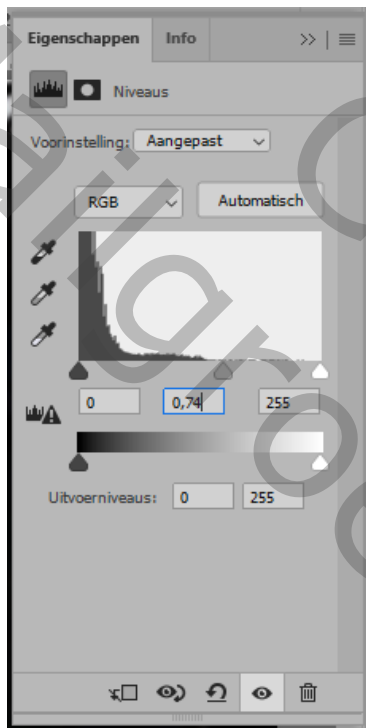 Eigenschappen Info
Niveaus
Voorinstelling: Aangepast
RGB Automatisch
0 0,74 255
Uitvoerniveaus: 0 255